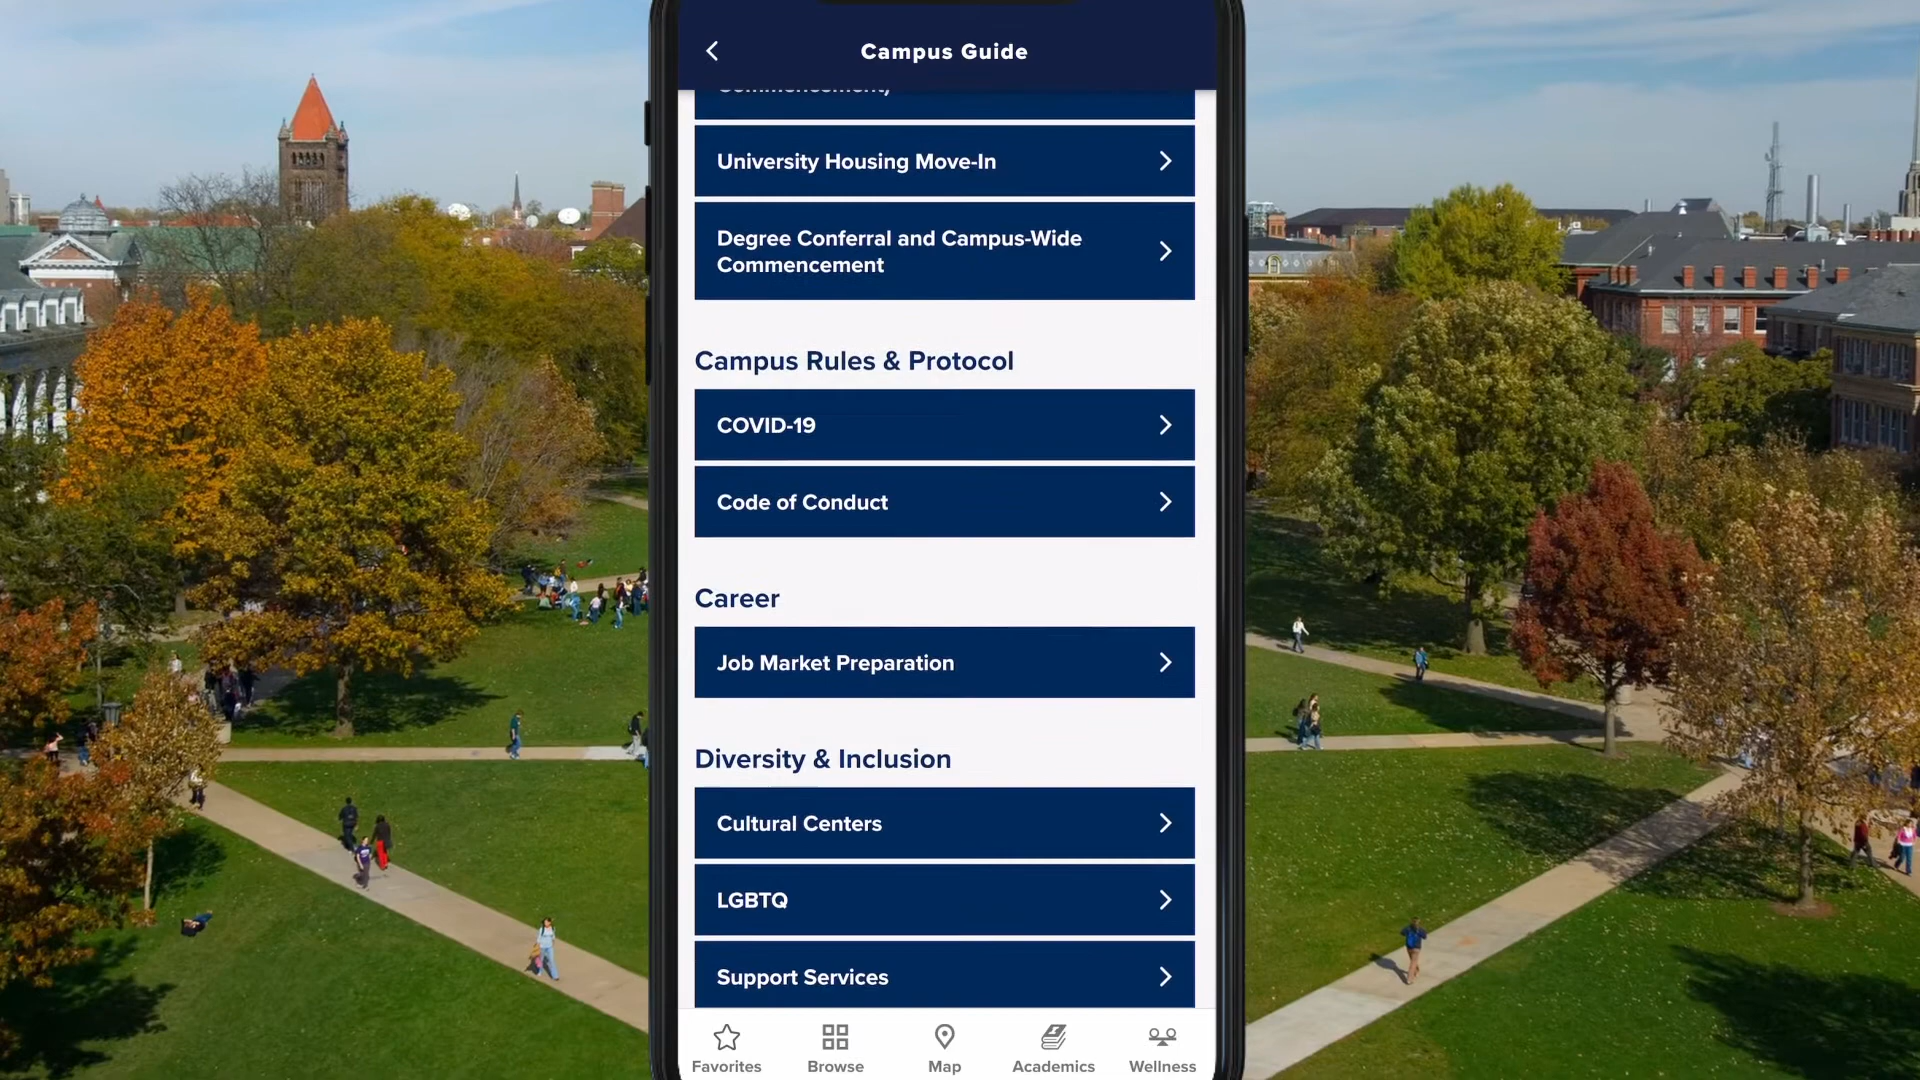 Campus Guide
University Housing Move-In
Degree Conferral and Campus-Wide
Commencement
Campus Rules & Protocol
COVID-19
Code of Conduct
Career
Job Market Preparation
Diversity & Inclusion
Cultural Centers
LGBTQ
Support Services
Favorites
Browse
Map
Academics
Wellness